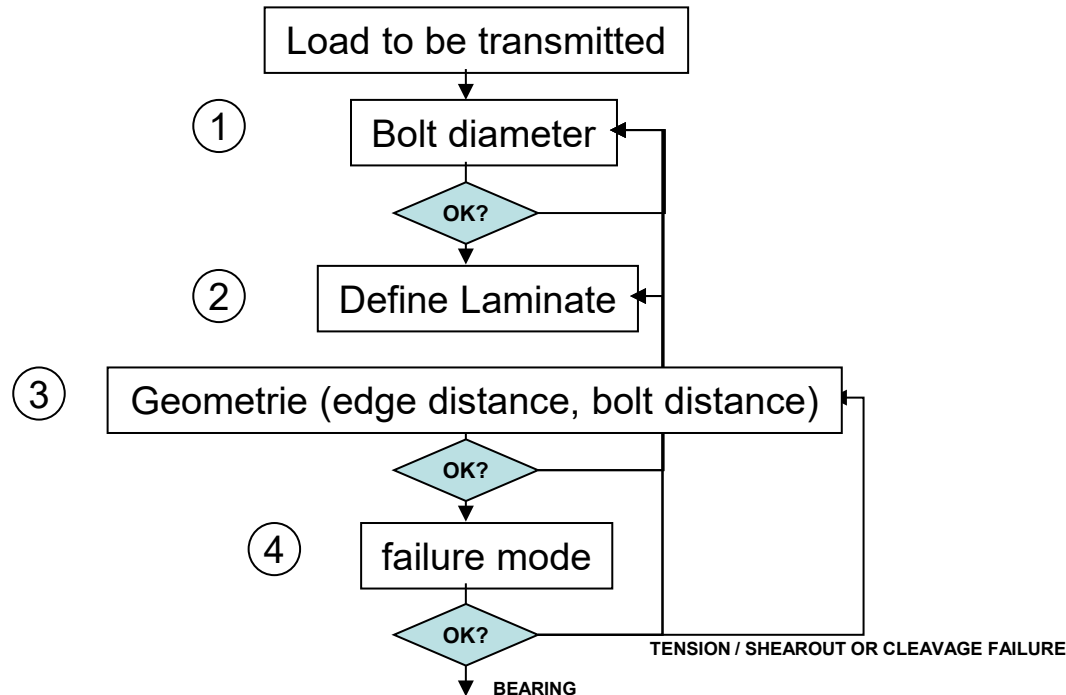 Load to be transmitted
1
Bolt diameter
OK?
2
Define Laminate
3
Geometrie (edge distance, bolt distance)
OK?
4
failure mode
OK?
TENSION / SHEAROUT OR CLEAVAGE FAILURE
BEARING